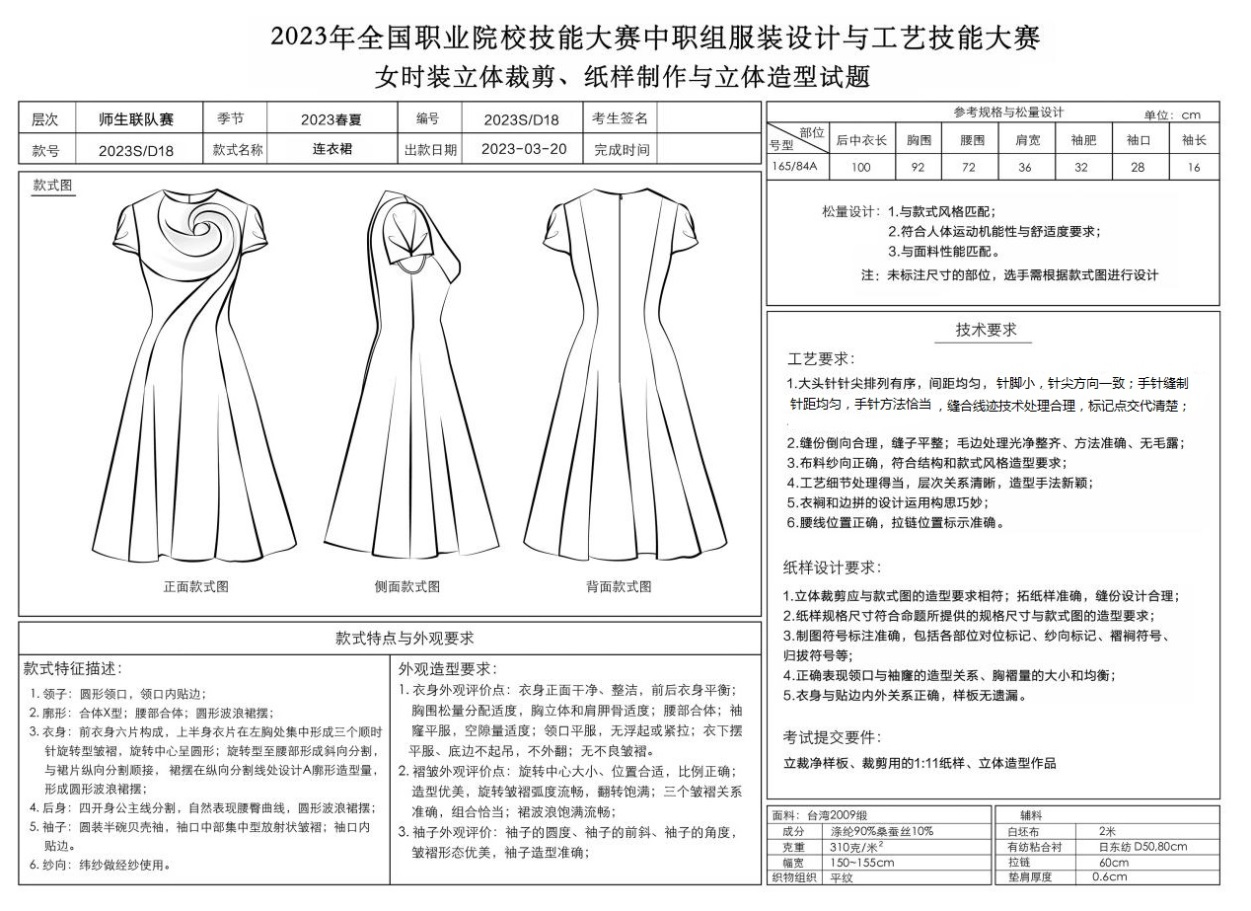 2023年全国职业院校技能大赛中职组服装设计与工艺技能大赛
女时装立体裁剪、纸样制作与立体造型试题
层次 师生联队赛 季节 2023春夏 编号 2023S/D18 考生签名
款号 2023S/D18 款式名称 连衣裙 出款日期 2023-03-20 完成时间
款式图
正面款式图 侧面款式图 背面款式图
款式特点与外观要求
款式特征描述：
1. 领子：圆形领口，领口内贴边；
2. 廓形：合体X型；腰部合体；圆形波浪裙摆；
3. 衣身：前衣身六片构成，上半身衣片在左胸处集中形成三个顺时
针旋转型皱褶，旋转中心呈圆形；旋转型至腰部形成斜向分割，
与裙片纵向分割顺接， 裙摆在纵向分割线处设计A廓形造型量，
形成圆形波浪裙摆；
4. 后身：四开身公主线分割，自然表现腰臀曲线，圆形波浪裙摆；
5. 袖子：圆装半碗贝壳袖，袖口中部集中型放射状皱褶；袖口内
贴边。
6. 纱向：纬纱做经纱使用。
外观造型要求：
1. 衣身外观评价点：衣身正面干净、整洁，前后衣身平衡；
胸围松量分配适度，胸立体和肩胛骨适度；腰部合体；袖
窿平服，空隙量适度；领口平服，无浮起或紧拉；衣下摆
平服、底边不起吊，不外翻；无不良皱褶。
2. 褶皱外观评价点：旋转中心大小、位置合适，比例正确；
造型优美，旋转皱褶弧度流畅，翻转饱满；三个皱褶关系
准确，组合恰当；裙波浪饱满流畅；
3. 袖子外观评价：袖子的圆度、袖子的前斜、袖子的角度，
皱褶形态优美，袖子造型准确；
参考规格与松量设计 单位：cm
部位
号型
后中衣长 胸围 腰围 肩宽 袖肥 袖口 袖长
165/84A 100 92 72 36 32 28 16
松量设计：1.与款式风格匹配；
2.符合人体运动机能性与舒适度要求；
3.与面料性能匹配。
注：未标注尺寸的部位，选手需根据款式图进行设计
技术要求
工艺要求：
1.大头针针尖排列有序，间距均匀，针脚小，针尖方向一致；手针缝制
针距均匀，手针方法恰当，缝合线迹技术处理合理，标记点交代清楚；
2.缝份倒向合理，缝子平整；毛边处理光净整齐、方法准确、无毛露；
3.布料纱向正确，符合结构和款式风格造型要求；
4.工艺细节处理得当，层次关系清晰，造型手法新颖；
5.衣裥和边拼的设计运用构思巧妙；
6.腰线位置正确，拉链位置标示准确。
纸样设计要求：
1.立体裁剪应与款式图的造型要求相符；拓纸样准确，缝份设计合理；
2.纸样规格尺寸符合命题所提供的规格尺寸与款式图的造型要求；
3.制图符号标注准确，包括各部位对位标记、纱向标记、褶裥符号、
归拔符号等；
4.正确表现领口与袖窿的造型关系、胸褶量的大小和均衡；
5.衣身与贴边内外关系正确，样板无遗漏。
考试提交要件：
立裁净样板、裁剪用的1:11纸样、立体造型作品
面料：台湾2009缎
成分 涤纶90%桑蚕丝10%
克重 310克/米²
幅宽 150~155cm
织物组织 平纹
辅料
白坯布 2米
有纺粘合衬 日东纺 D50,80cm
拉链 60cm
垫肩厚度 0.6cm